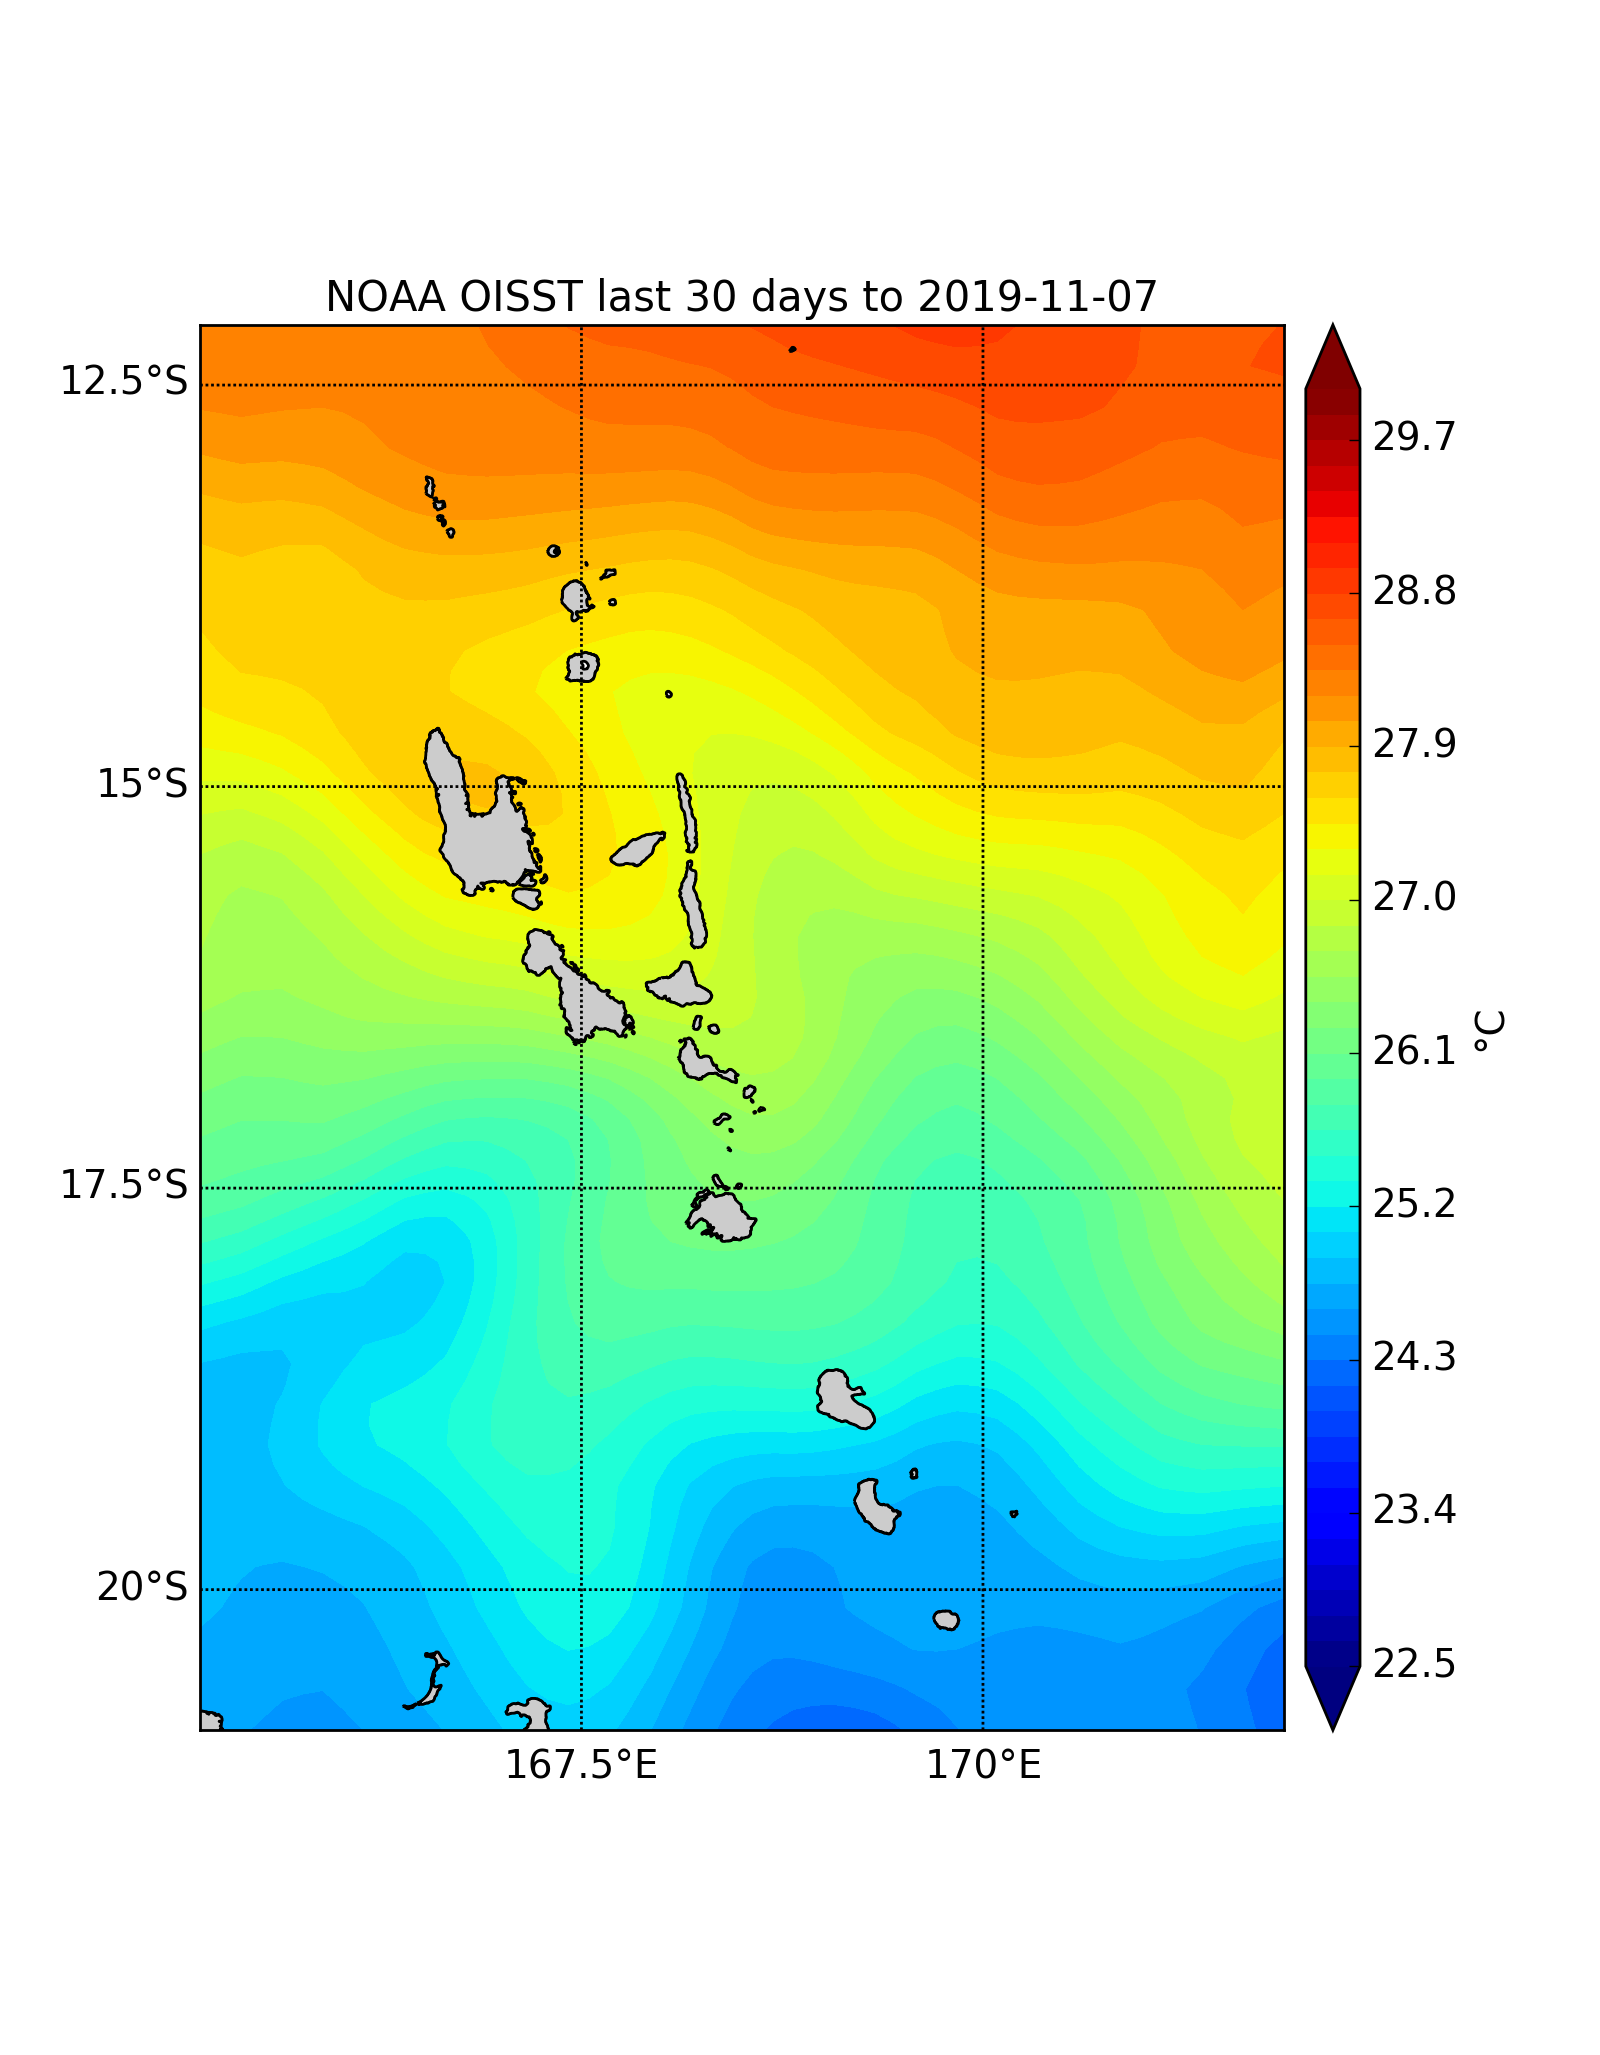 NOAA OISST last 30 days to 2019-11-07
12.5°S
15°S
17.5°S
20°S
167.5°E
170°E
29.7
28.8
27.9
27.0
26.1
25.2
24.3
23.4
22.5
°C